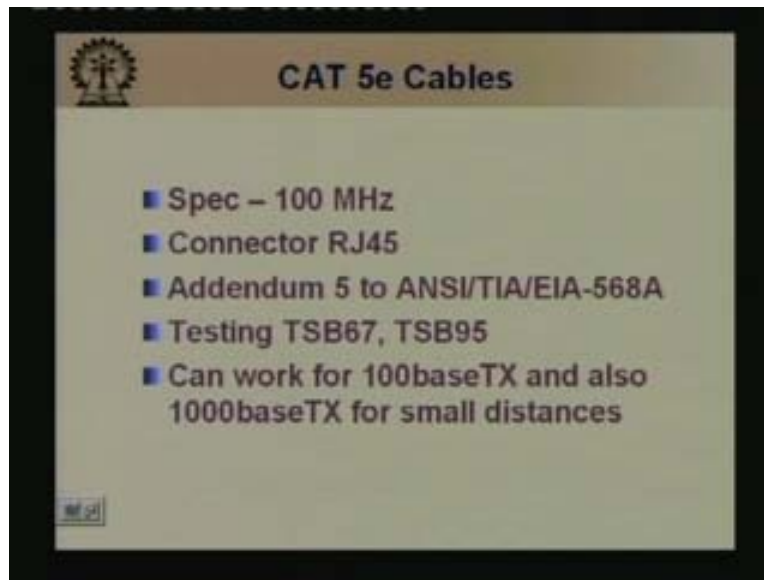 CAT 5e Cables
Spec – 100 MHz
Connector RJ45
Addendum 5 to ANSI/TIA/EIA-568A
Testing TSB67, TSB95
Can work for 100baseTX and also
1000baseTX for small distances